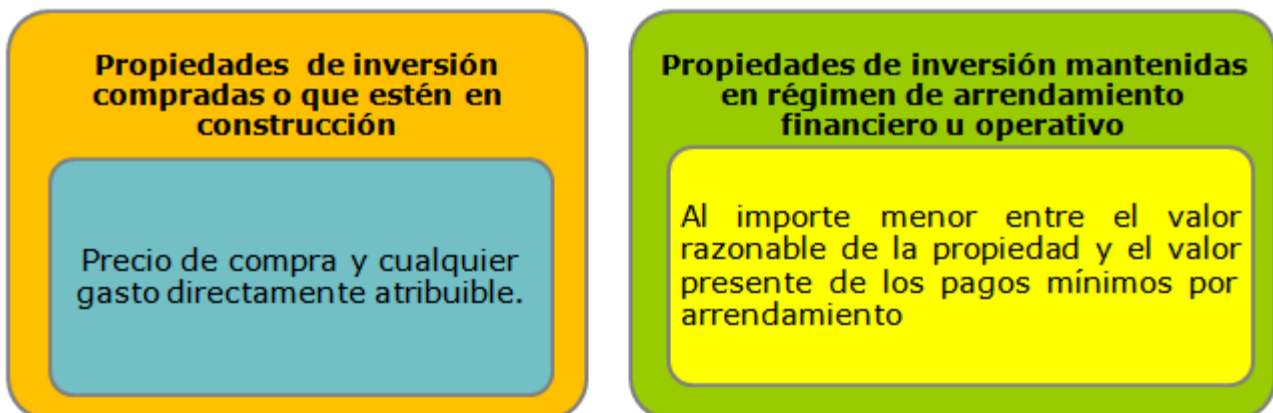 Propiedades de inversión
compradas o que estén en
construcción
Precio de compra y cualquier
gasto directamente atribuible.
Propiedades de inversión mantenidas
en régimen de arrendamiento
financiero u operativo
Al importe menor entre el valor
razonable de la propiedad y el valor
presente de los pagos mínimos por
arrendamiento